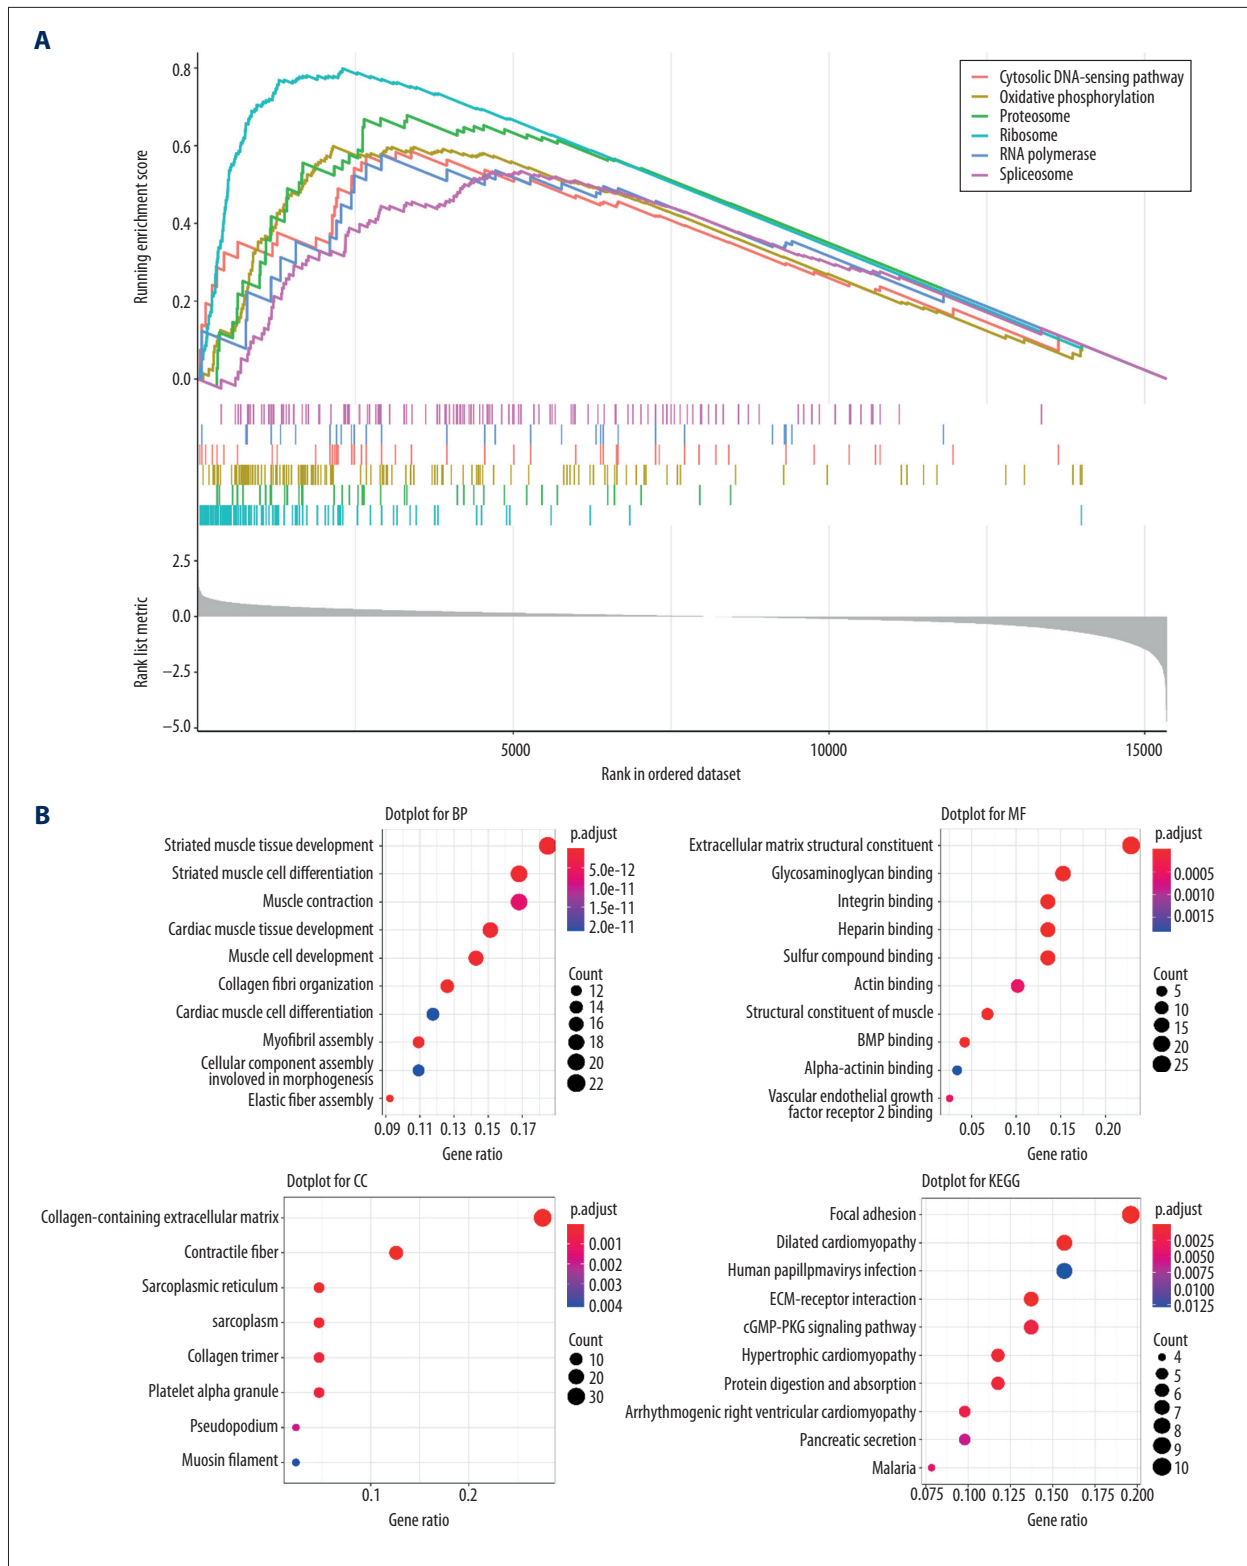 A
Running enrichment score
0.8
0.6
0.4
0.2
0.0
Cytosolic DNA-sensing pathway
Oxidative phosphorylation
Proteosome
Ribosome
RNA polymerase
Spliceosome
Rank list metric
2.5
0.0
−2.5
−5.0
5000 10000 15000
Rank in ordered dataset
B
Dotplot for BP
Striated muscle tissue development
Striated muscle cell differentiation
Muscle contraction
Cardiac muscle tissue development
Muscle cell development
Collagen fibri organization
Cardiac muscle cell differentiation
Myofibril assembly
Cellular component assembly
involoved in morphogenesis
Elastic fiber assembly
0.09 0.11 0.13 0.15 0.17
Gene ratio
p.adjust
5.0e-12
1.0e-11
1.5e-11
2.0e-11
Count
12
14
16
18
20
22
Dotplot for MF
Extracellular matrix structural constituent
Glycosaminoglycan binding
Integrin binding
Heparin binding
Sulfur compound binding
Actin binding
Structural constituent of muscle
BMP binding
Alpha-actinin binding
Vascular endothelial growth
factor receptor 2 binding
0.05 0.10 0.15 0.20
Gene ratio
p.adjust
0.0005
0.0010
0.0015
Count
5
10
15
20
25
Dotplot for CC
Collagen-containing extracellular matrix
Contractile fiber
Sarcoplasmic reticulum
sarcoplasm
Collagen trimer
Platelet alpha granule
Pseudopodium
Muosin filament
0.1 0.2
Gene ratio
p.adjust
0.001
0.002
0.003
0.004
Count
10
20
30
Dotplot for KEGG
Focal adhesion
Dilated cardiomyopathy
Human papillpmavirys infection
ECM-receptor interaction
cGMP-PKG signaling pathway
Hypertrophic cardiomyopathy
Protein digestion and absorption
Arrhythmogenic right ventricular cardiomyopathy
Pancreatic secretion
Malaria
0.075 0.100 0.125 0.150 0.175 0.200
Gene ratio
p.adjust
0.0025
0.0050
0.0075
0.0100
0.0125
Count
4
5
6
7
8
9
10